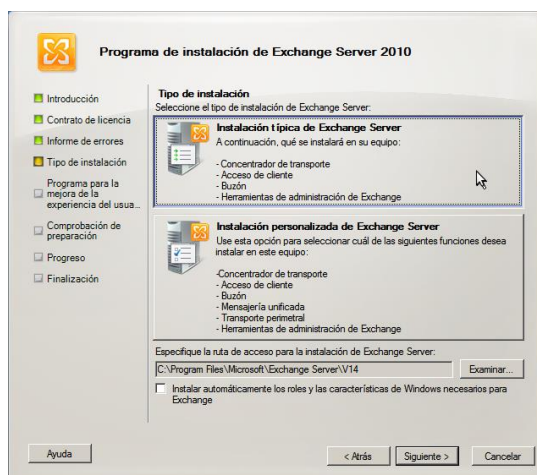 Programa de instalación de Exchange Server 2010
Introducción
Contrato de licencia
Informe de errores
Tipo de instalación
Programa para la
mejora de la
experiencia del usua...
Comprobación de
preparación
Progreso
Finalización
Tipo de instalación
Seleccione el tipo de instalación de Exchange Server:
Instalación típica de Exchange Server
A continuación, qué se instalará en su equipo:
- Concentrador de transporte
- Acceso de cliente
- Buzón
- Herramientas de administración de Exchange
Instalación personalizada de Exchange Server
Use esta opción para seleccionar cuál de las siguientes funciones desea
instalar en este equipo:
-Concentrador de transporte
- Acceso de cliente
- Buzón
- Mensajería unificada
- Transporte perimetral
- Herramientas de administración de Exchange
Especifique la ruta de acceso para la instalación de Exchange Server:
C:\Program Files\Microsoft\Exchange Server\V14
Examinar...
Instalar automáticamente los roles y las características de Windows necesarios para
Exchange
Ayuda
< Atrás
Siguiente >
Cancelar